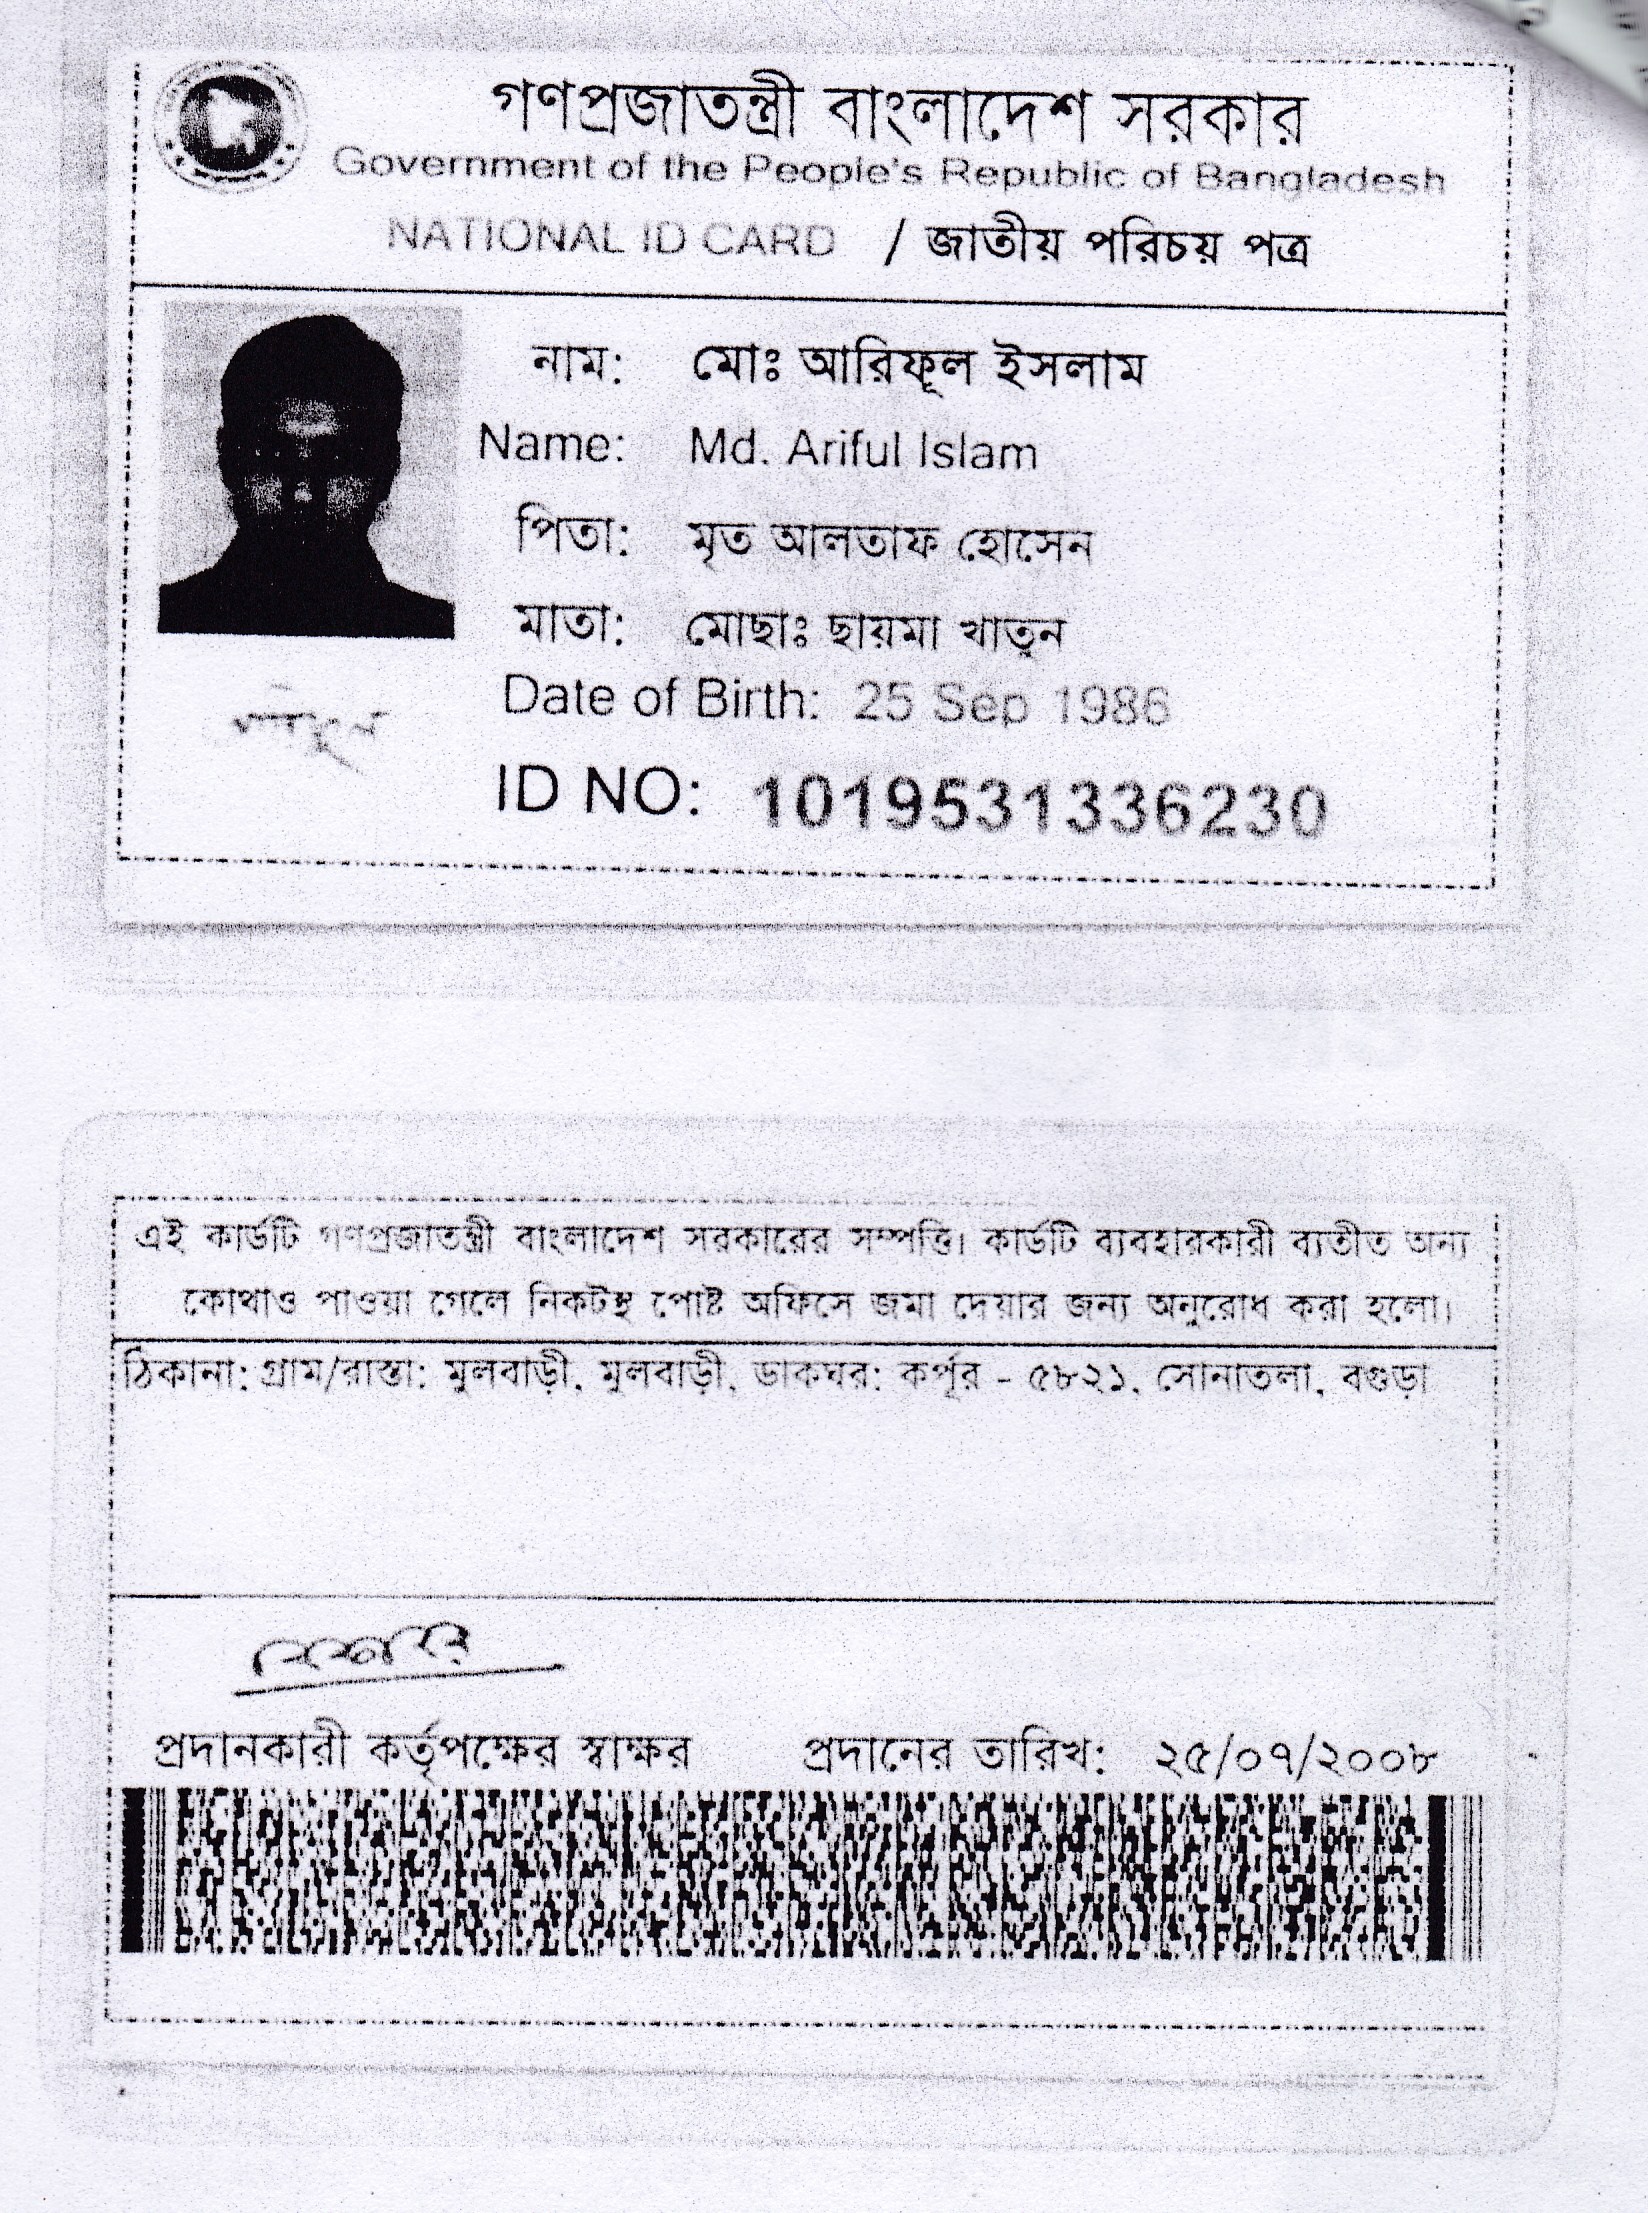 গণপ্রজাতন্ত্রী বাংলাদেশ সরকার
Government of the People's Republic of Bangladesh
NATIONAL ID CARD / জাতীয় পরিচয় পত্র
নাম: মোঃ আরিফূল ইসলাম
Name: Md. Ariful Islam
পিতা: মৃত আলতাফ হোসেন
মাতা: মোছাঃ ছায়মা খাতুন
Date of Birth: 25 Sep 1986
ID NO: 1019531336230
এই কার্ডটি গণপ্রজাতন্ত্রী বাংলাদেশ সরকারের সম্পত্তি। কার্ডটি ব্যবহারকারী ব্যতীত অন্য
কোথাও পাওয়া গেলে নিকটস্থ পোষ্ট অফিসে জমা দেয়ার জন্য অনুরোধ করা হলো।
ঠিকানা: গ্রাম/রাস্তা: মুলবাড়ী, মুলবাড়ী, ডাকঘর: কর্পূর - ৫৮২১, সোনাতলা, বগুড়া
প্রদানকারী কর্তৃপক্ষের স্বাক্ষর প্রদানের তারিখ: ২৫/০৭/২০০৮